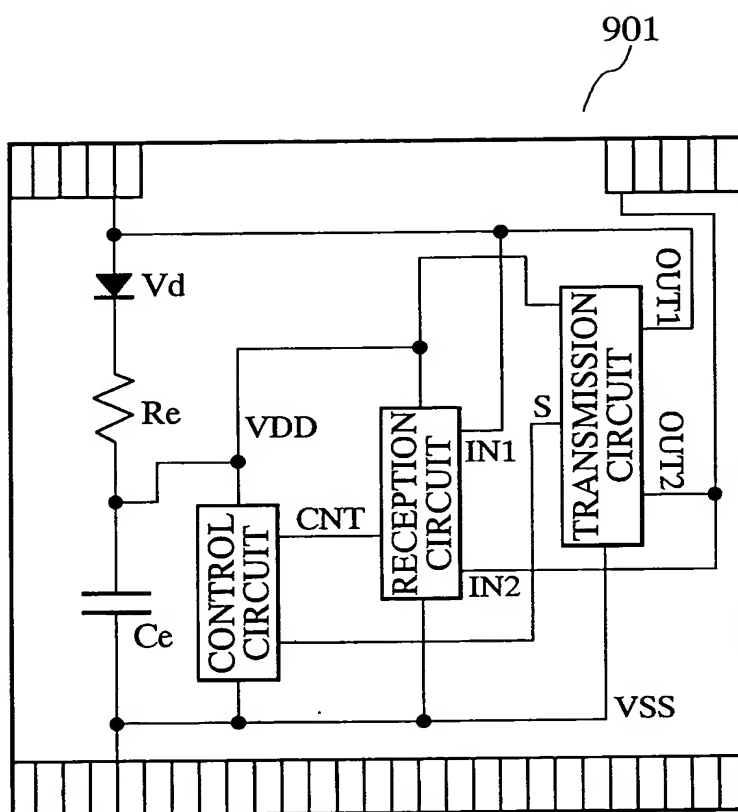 901
Vd
Re
VDD
Ce
CONTROL
CIRCUIT
CNT
RECEPTION
CIRCUIT
IN1
IN2
S
TRANSMISSION
CIRCUIT
OUT1
OUT2
VSS